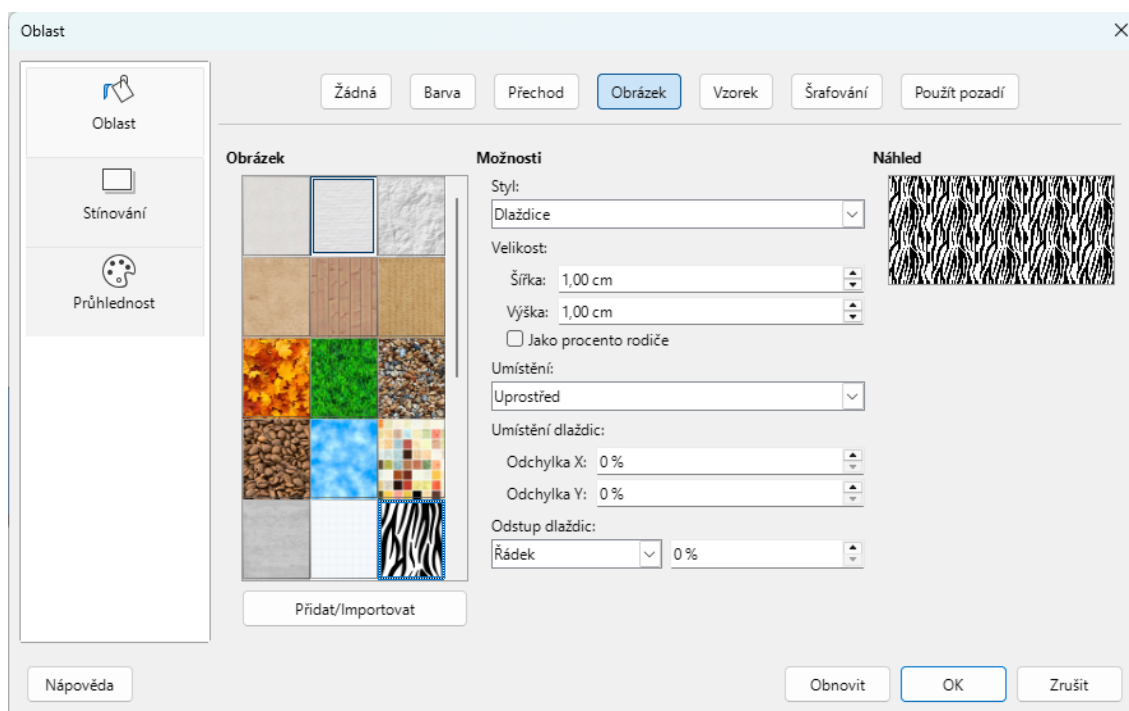 Oblast
Oblast
Stínování
Průhlednost
Žádná Barva Přechod Obrázek Vzorek Šrafování Použít pozadí
Obrázek
Možnosti
Styl:
Dlaždice
Velikost:
Šířka: 1,00 cm
Výška: 1,00 cm
Jako procento rodiče
Umístění:
Uprostřed
Umístění dlaždic:
Odchylka X: 0 %
Odchylka Y: 0 %
Odstup dlaždic:
Řádek 0 %
Náhled
Přidat/Importovat
Nápověda Obnovit OK Zrušit